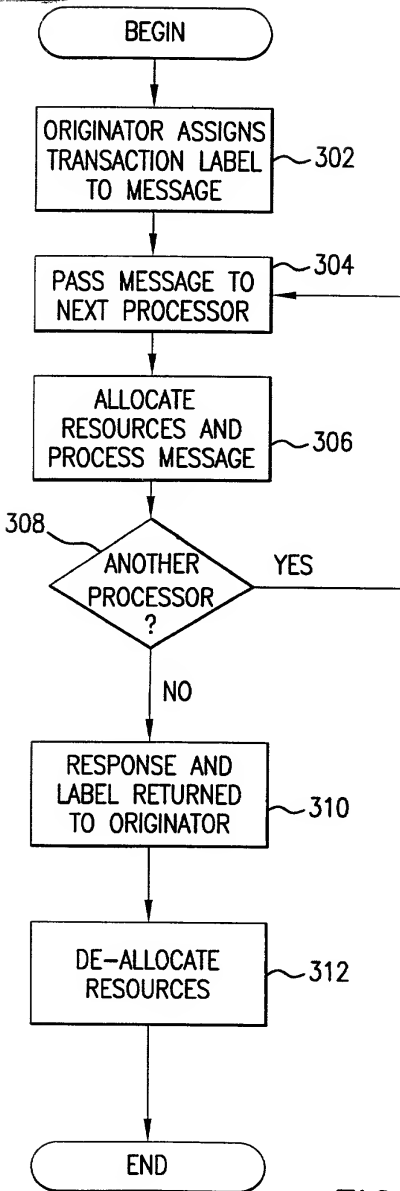 BEGIN
ORIGINATOR ASSIGNS
TRANSACTION LABEL
TO MESSAGE
302
PASS MESSAGE TO
NEXT PROCESSOR
304
ALLOCATE
RESOURCES AND
PROCESS MESSAGE
306
308
ANOTHER
PROCESSOR
?
YES
NO
RESPONSE AND
LABEL RETURNED
TO ORIGINATOR
310
DE-ALLOCATE
RESOURCES
312
END